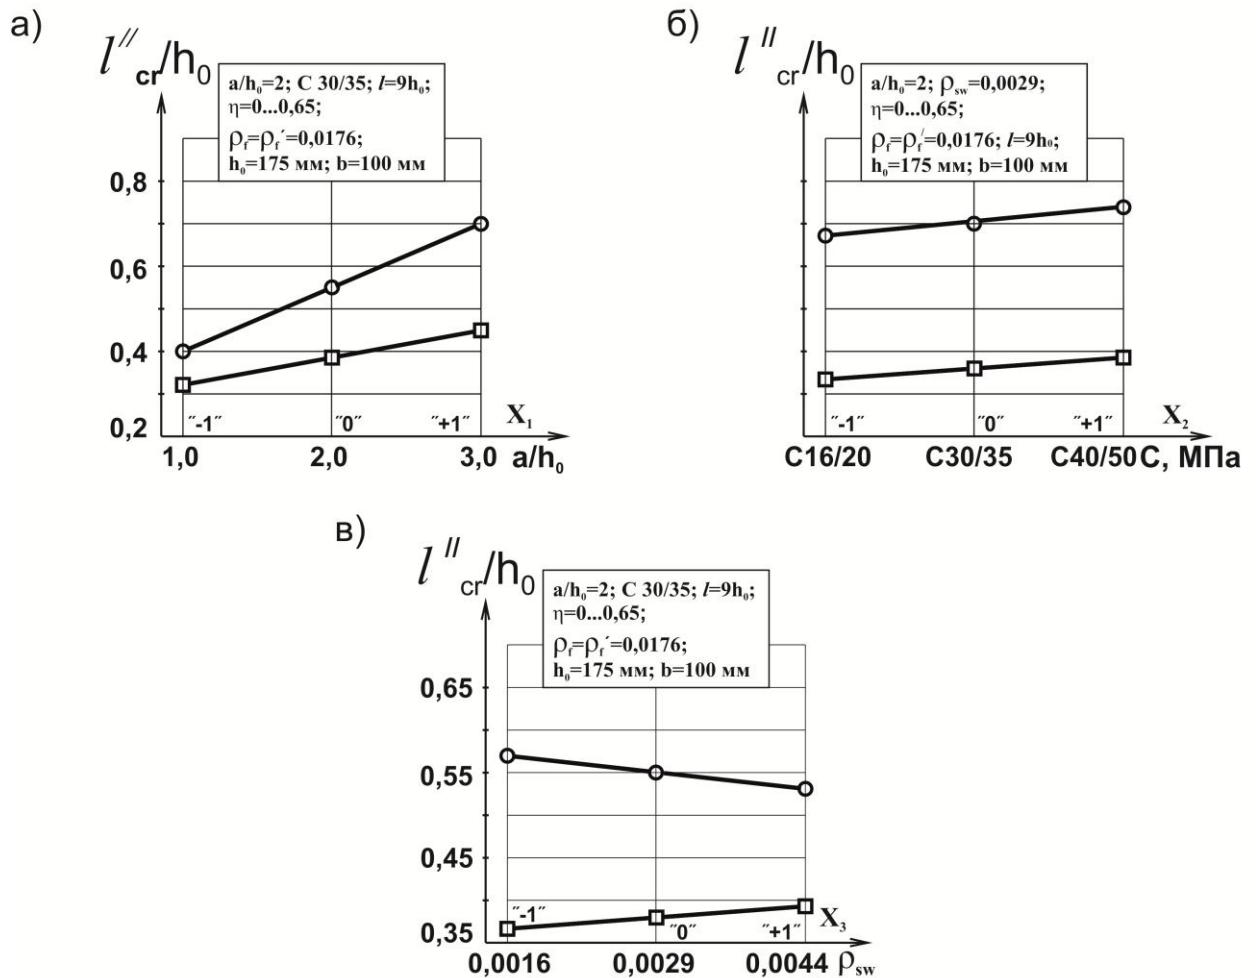 а)
l//cr/h0
a/h0=2; C 30/35; l=9h0;
η=0...0,65;
ρf=ρf´=0,0176;
h0=175 мм; b=100 мм
0,8
0,6
0,4
0,2
″-1″ ″0″ ″+1″ X1
1,0 2,0 3,0 a/h0
б)
l//cr/h0
a/h0=2; ρsw=0,0029;
η=0...0,65;
ρf=ρf/=0,0176; l=9h0;
h0=175 мм; b=100 мм
″-1″ ″0″ ″+1″ X2
C16/20 C30/35 C40/50 C, МПа
в)
l//cr/h0
a/h0=2; C 30/35; l=9h0;
η=0...0,65;
ρf=ρf´=0,0176;
h0=175 мм; b=100 мм
0,65
0,55
0,45
0,35
″-1″ ″0″ ″+1″ X3
0,0016 0,0029 0,0044 ρsw